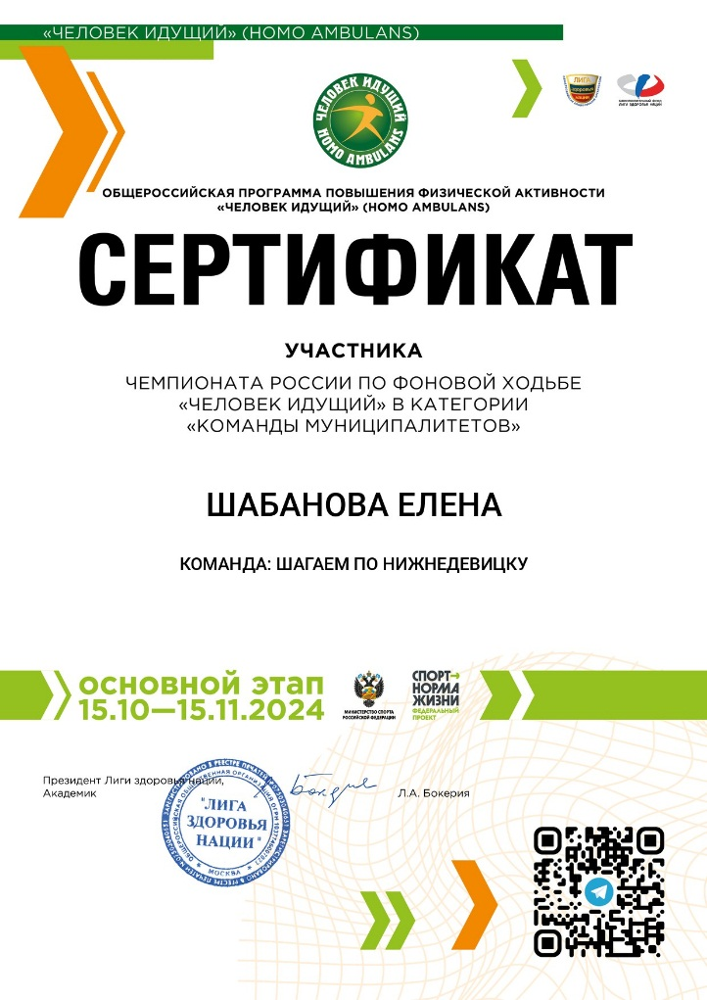 «ЧЕЛОВЕК ИДУЩИЙ» (HOMO AMBULANS)
ЧЕЛОВЕК ИДУЩИЙ
HOMO AMBULANS
ЛИГА
Здоровья
НАЦИИ
ЛИГА ЗДОРОВЬЯ НАЦИИ
ОБЩЕРОССИЙСКАЯ ПРОГРАММА ПОВЫШЕНИЯ ФИЗИЧЕСКОЙ АКТИВНОСТИ
«ЧЕЛОВЕК ИДУЩИЙ» (HOMO AMBULANS)
СЕРТИФИКАТ
УЧАСТНИКА
ЧЕМПИОНАТА РОССИИ ПО ФОНОВОЙ ХОДЬБЕ
«ЧЕЛОВЕК ИДУЩИЙ» В КАТЕГОРИИ
«КОМАНДЫ МУНИЦИПАЛИТЕТОВ»
ШАБАНОВА ЕЛЕНА
КОМАНДА: ШАГАЕМ ПО НИЖНЕДЕВИЦКУ
ОСНОВНОЙ ЭТАП
15.10—15.11.2024
МИНИСТЕРСТВО СПОРТА
РОССИЙСКОЙ ФЕДЕРАЦИИ
СПОРТ
НОРМА
ЖИЗНИ
ФЕДЕРАЛЬНЫЙ
ПРОЕКТ
Президент Лиги здоровья нации,
Академик
Л.А. Бокерия
"ЛИГА
ЗДОРОВЬЯ
НАЦИИ"
МОСКВА